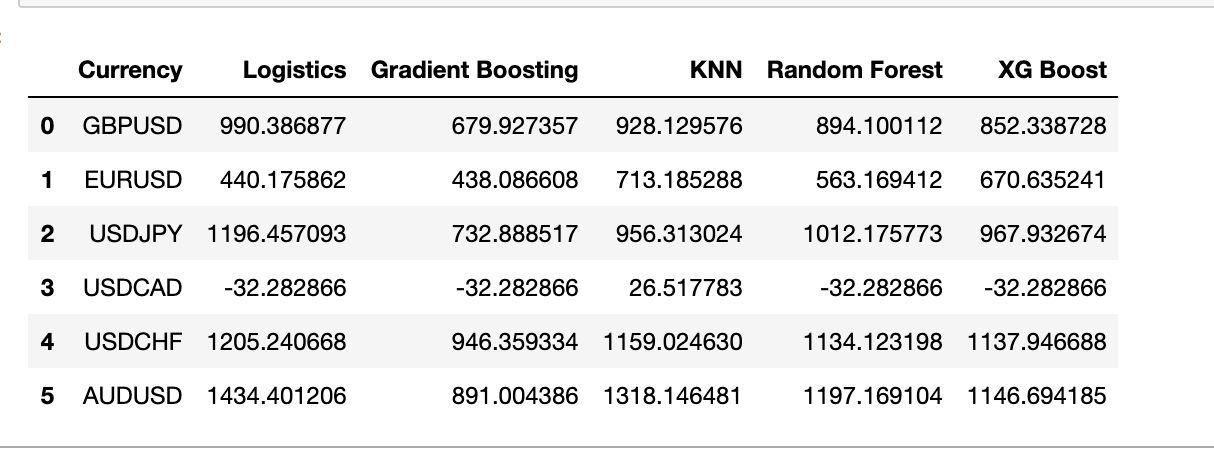 Currency Logistics Gradient Boosting KNN Random Forest XG Boost
0 GBPUSD 990.386877 679.927357 928.129576 894.100112 852.338728
1 EURUSD 440.175862 438.086608 713.185288 563.169412 670.635241
2 USDJPY 1196.457093 732.888517 956.313024 1012.175773 967.932674
3 USDCAD -32.282866 -32.282866 26.517783 -32.282866 -32.282866
4 USDCHF 1205.240668 946.359334 1159.024630 1134.123198 1137.946688
5 AUDUSD 1434.401206 891.004386 1318.146481 1197.169104 1146.694185